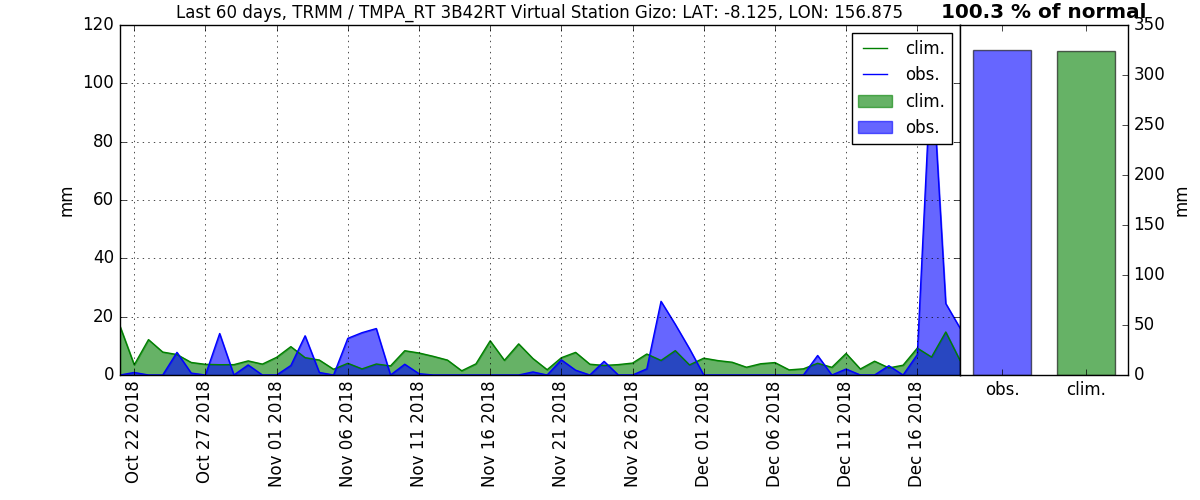 Last 60 days, TRMM / TMPA_RT 3B42RT Virtual Station Gizo: LAT: -8.125, LON: 156.875
100.3 % of normal
120
100
80
60
40
20
0
mm
clim.
obs.
clim.
obs.
350
300
250
200
150
100
50
0
mm
obs.
clim.
Oct 22 2018
Oct 27 2018
Nov 01 2018
Nov 06 2018
Nov 11 2018
Nov 16 2018
Nov 21 2018
Nov 26 2018
Dec 01 2018
Dec 06 2018
Dec 11 2018
Dec 16 2018